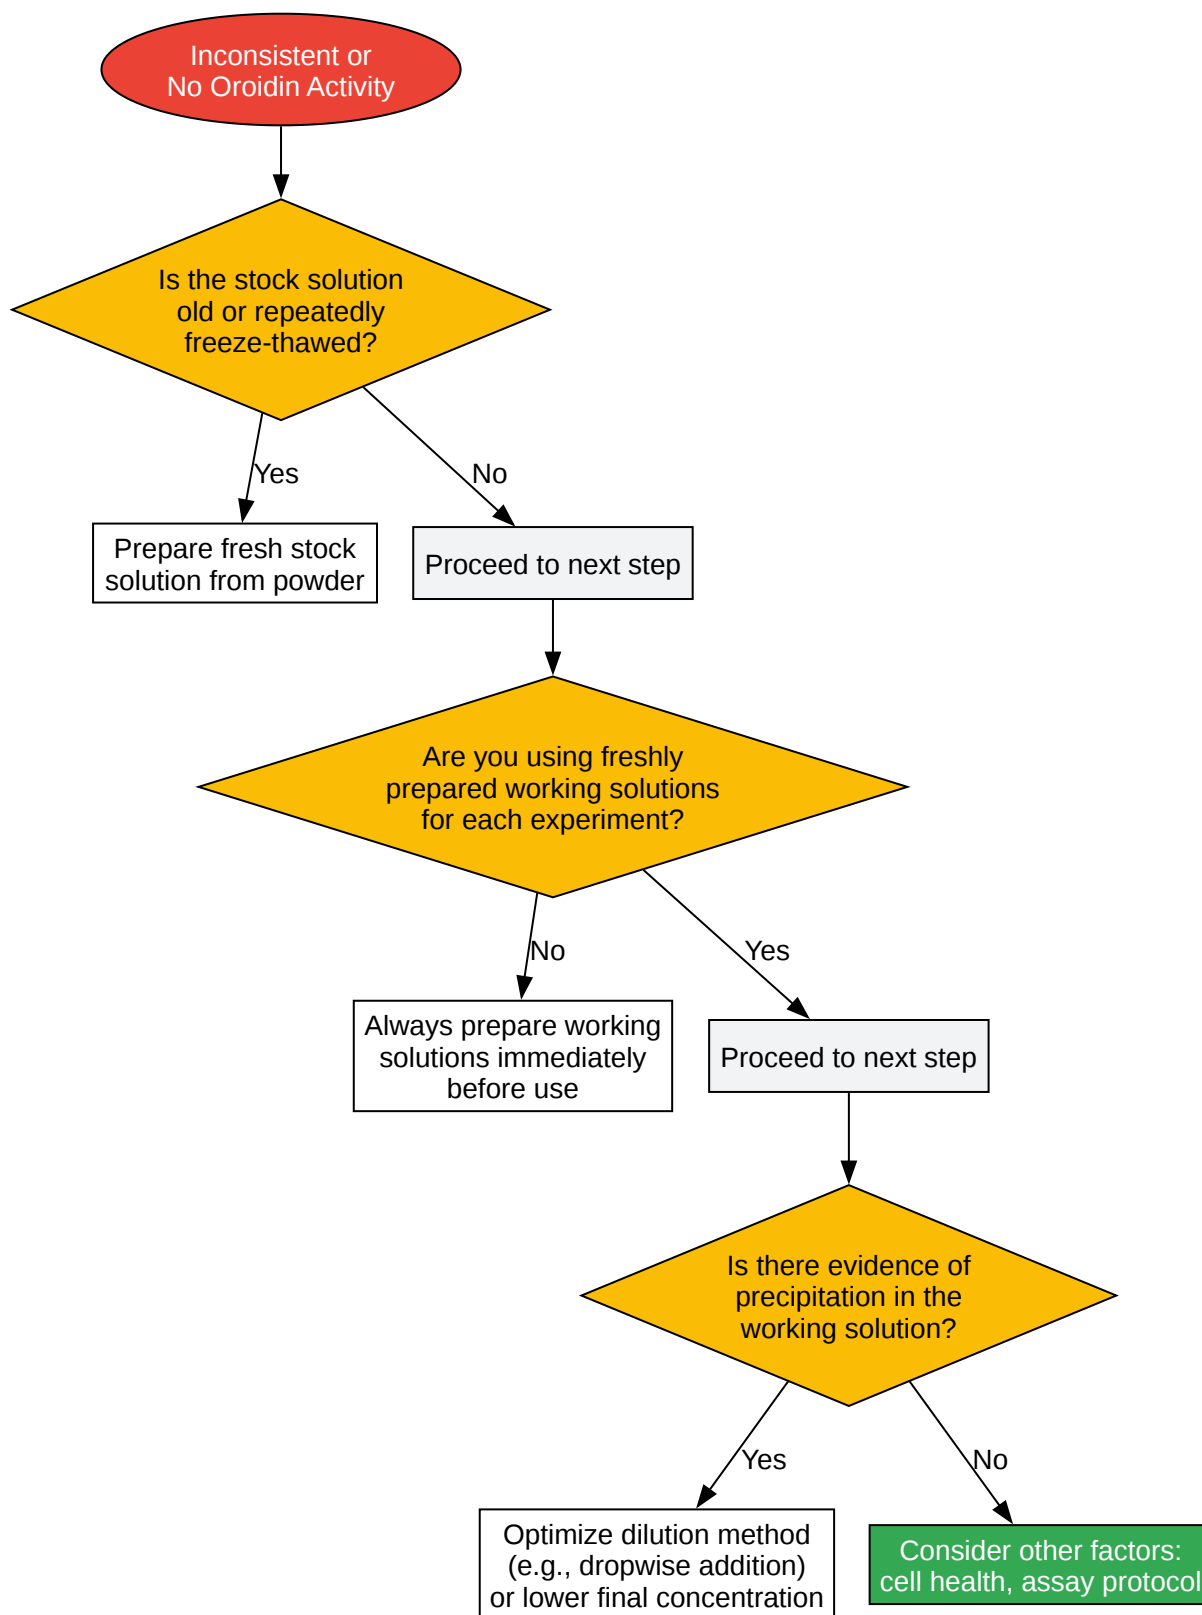 Inconsistent or
No Oroidin Activity
Is the stock solution
old or repeatedly
freeze-thawed?
Yes
No
Prepare fresh stock
solution from powder
Proceed to next step
Are you using freshly
prepared working solutions
for each experiment?
No
Yes
Always prepare working
solutions immediately
before use
Proceed to next step
Is there evidence of
precipitation in the
working solution?
Yes
No
Optimize dilution method
(e.g., dropwise addition)
or lower final concentration
Consider other factors:
cell health, assay protocol